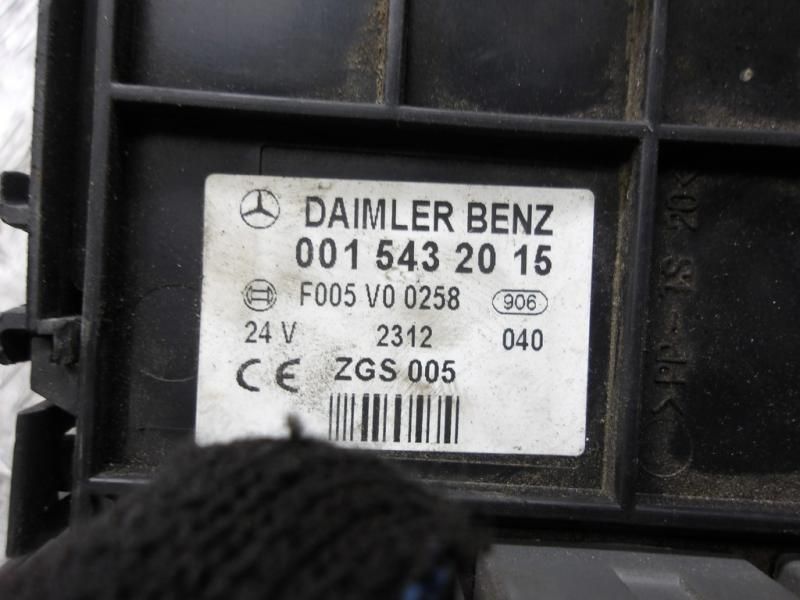 DAIMLER BENZ
001 543 20 15
F005 V0 0258 906
24 V 2312 040
CE ZGS 005